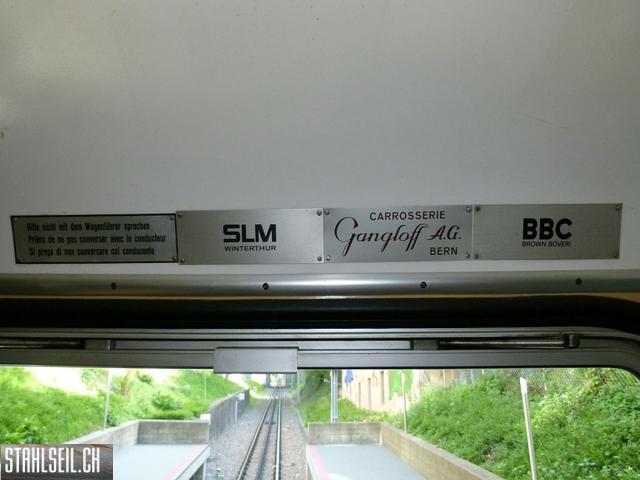 Bitte nicht mit dem Wagenführer sprechen
Prière de ne pas converser avec le conducteur
Si prega di non conversare col conducente
SLM
WINTERTHUR
CARROSSERIE
Gangloff A.G.
BERN
BBC
BROWN BOVERI
STAHLSEIL.CH